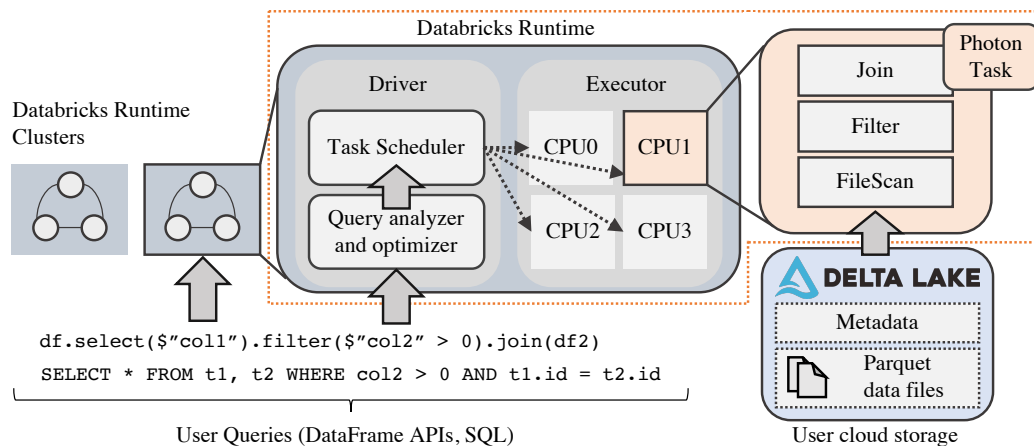 Databricks Runtime
Photon
Task
Driver
Executor
Join
Databricks Runtime
Clusters
Task Scheduler
CPU0
CPU1
Filter
FileScan
Query analyzer
and optimizer
CPU2
CPU3
DELTA LAKE
Metadata
Parquet
data files
df.select($”col1”).filter($”col2” > 0).join(df2)
SELECT * FROM t1, t2 WHERE col2 > 0 AND t1.id = t2.id
User Queries (DataFrame APIs, SQL)
User cloud storage